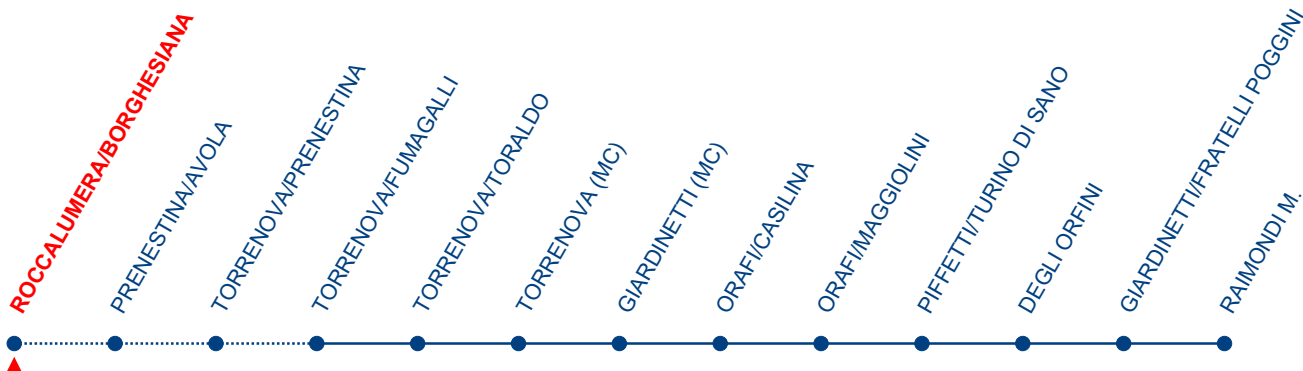 ROCCALUMERA/BORGHESIANA
PRENESTINA/AVOLA
TORRENOVA/PRENESTINA
TORRENOVA/FUMAGALLI
TORRENOVA/TORALDO
TORRENOVA (MC)
GIARDINETTI (MC)
ORAFI/CASILINA
ORAFI/MAGGIOLINI
PIFFETTI/TURINO DI SANO
DEGLI ORFINI
GIARDINETTI/FRATELLI POGGINI
RAIMONDI M.